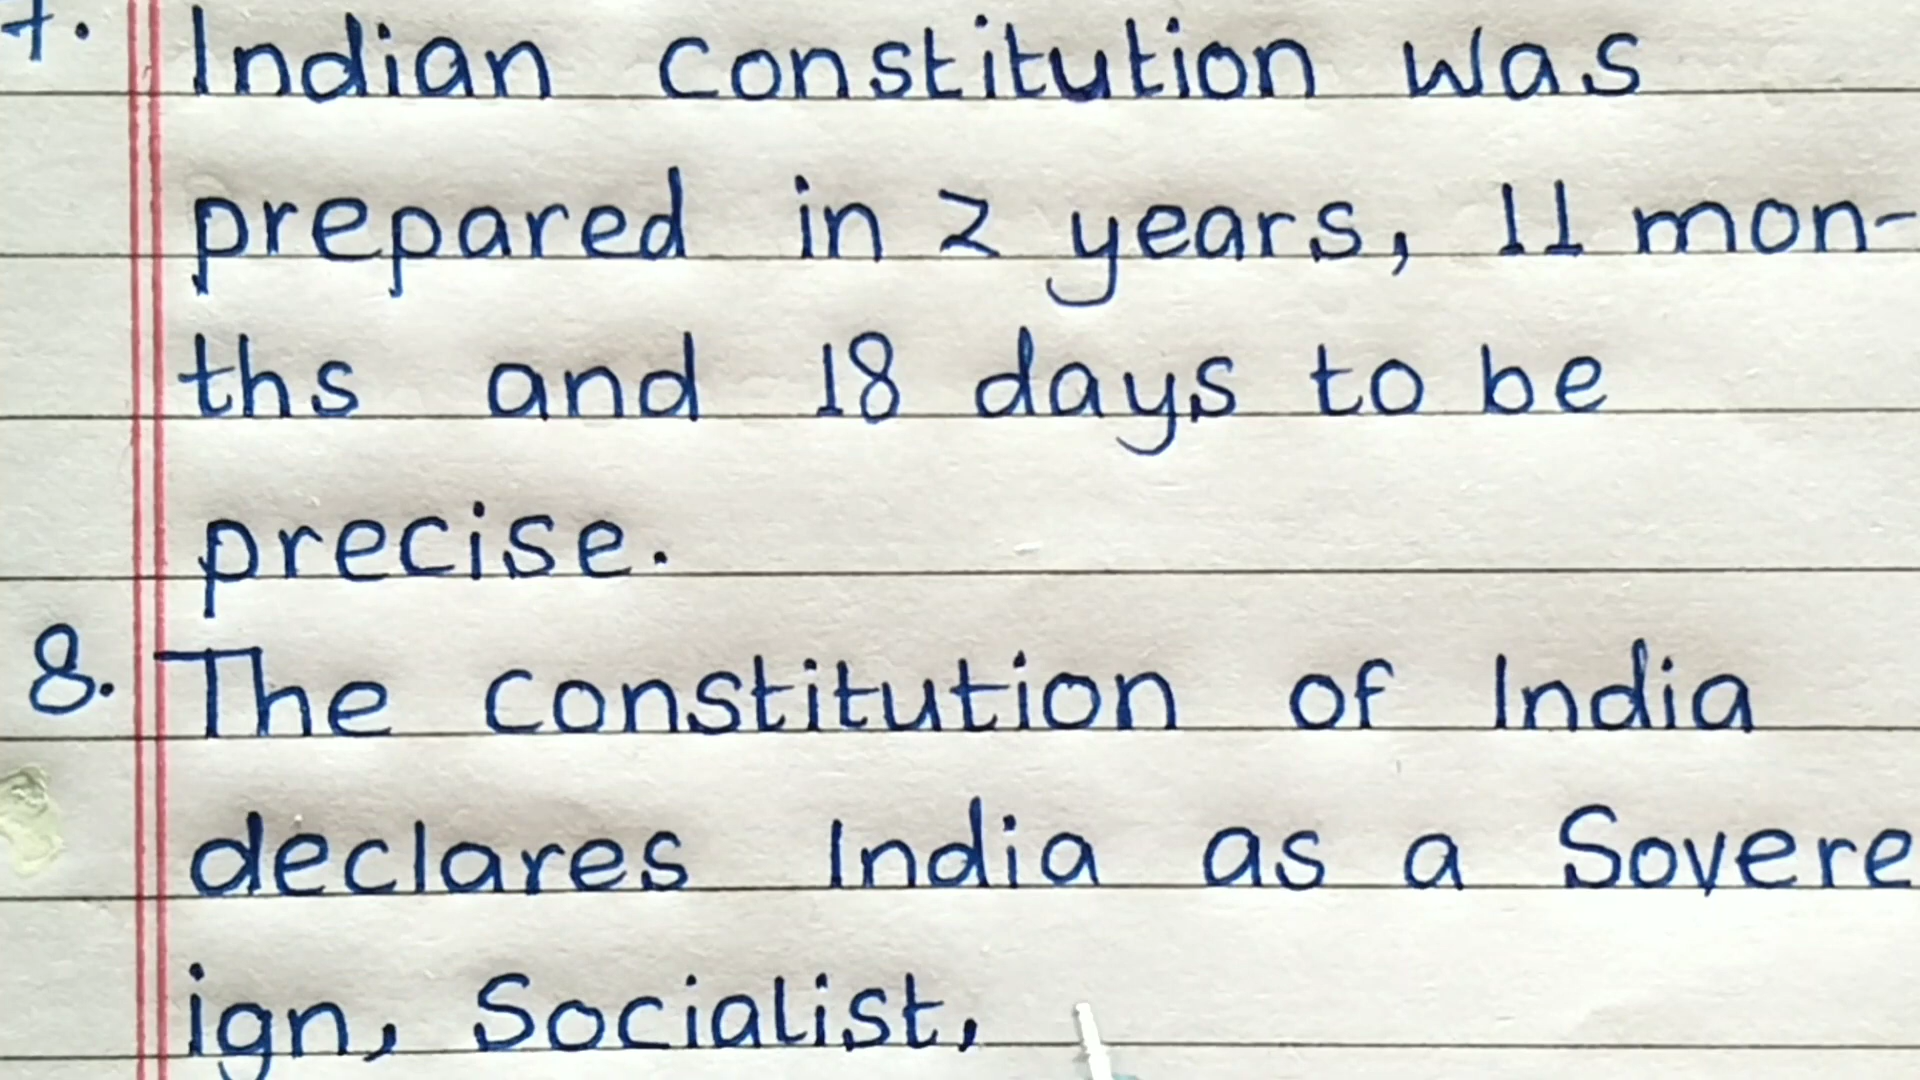 7. Indian constitution was
prepared in 2 years, 11 mon-
ths and 18 days to be
precise.
8. The constitution of India
declares India as a Sovere
ign, Socialist,